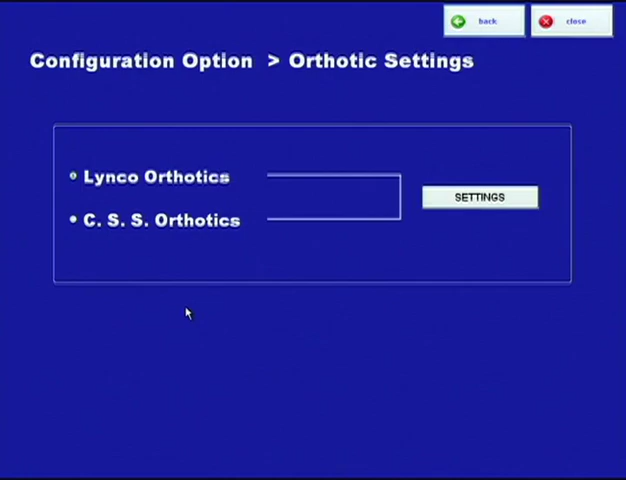 back
close
Configuration Option > Orthotic Settings
Lynco Orthotics
C. S. S. Orthotics
SETTINGS